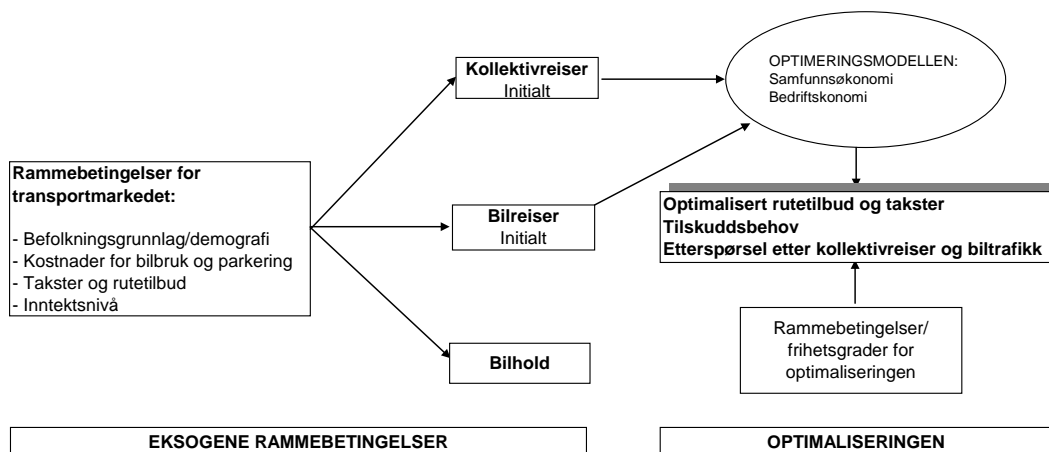 Kollektivreiser
Initialt
OPTIMERINGSMODELLEN:
Samfunnsøkonomi
Bedriftskonomi
Rammebetingelser for
transportmarkedet:
- Befolkningsgrunnlag/demografi
- Kostnader for bilbruk og parkering
- Takster og rutetilbud
- Inntektsnivå
Bilreiser
Initialt
Optimalisert rutetilbud og takster
Tilskuddsbehov
Etterspørsel etter kollektivreiser og biltrafikk
Bilhold
Rammebetingelser/
frihetsgrader for
optimaliseringen
EKSOGENE RAMMEBETINGELSER
OPTIMALISERINGEN